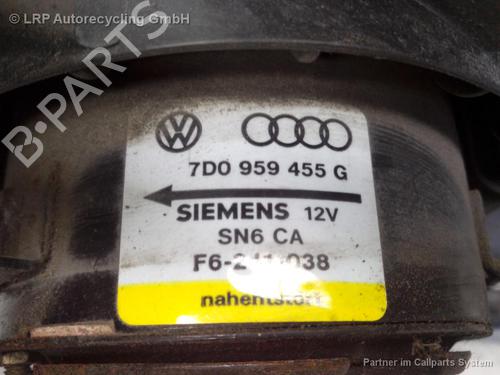 © LRP Autorecycling GmbH
B-PARTS
7D0 959 455 G
SIEMENS 12V
SN6 CA
nahentstört
Partner im Callparts System